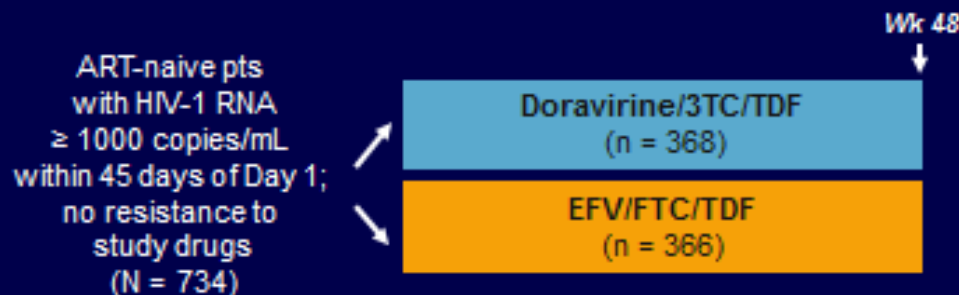 Wk 48
ART-naive pts
with HIV-1 RNA
≥ 1000 copies/mL
within 45 days of Day 1;
no resistance to
study drugs
(N = 734)
Doravirine/3TC/TDF
(n = 368)
EFV/FTC/TDF
(n = 366)